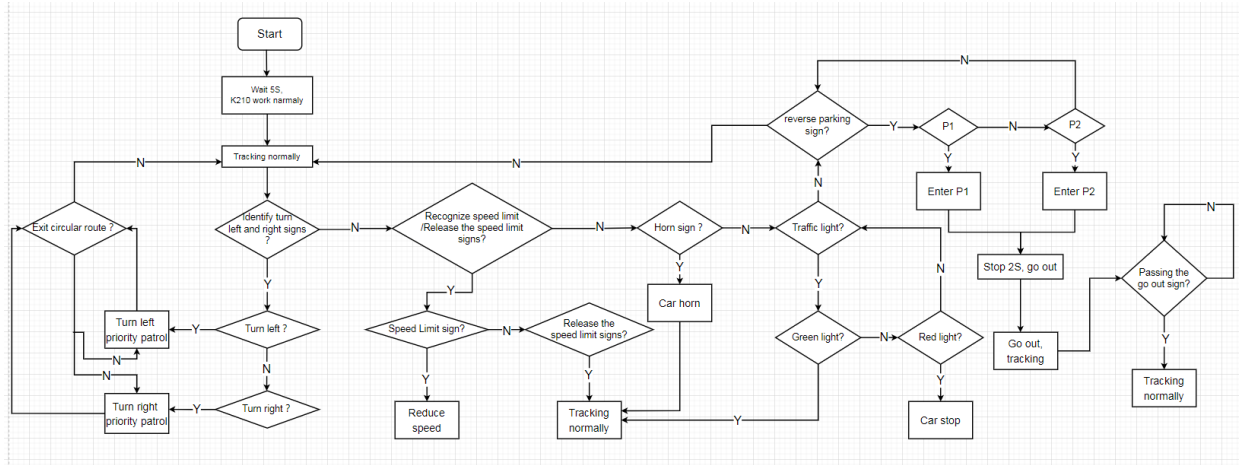 Start
Wait 5S,
K210 work narmaly
Tracking normally
N
N
N
Exit circular route ?
Identify turn
left and right signs
?
N
Recognize speed limit
/Release the speed limit
signs?
N
Horn sign ?
N
Traffic light?
N
reverse parking
sign?
Y
P1
N
P2
Y
Y
Enter P1
Enter P2
Stop 2S, go out
Go out,
tracking
Passing the
go out sign?
N
Y
Tracking
normally
Y
Y
Y
Y
N
Turn left
priority patrol
Y
Turn left ?
N
N
N
Turn right
priority patrol
Y
Turn right ?
Speed Limit sign?
N
Release the
speed limit signs?
Car horn
Green light?
N
Red light?
Y
Y
Y
Y
Reduce
speed
Tracking
normally
Car stop